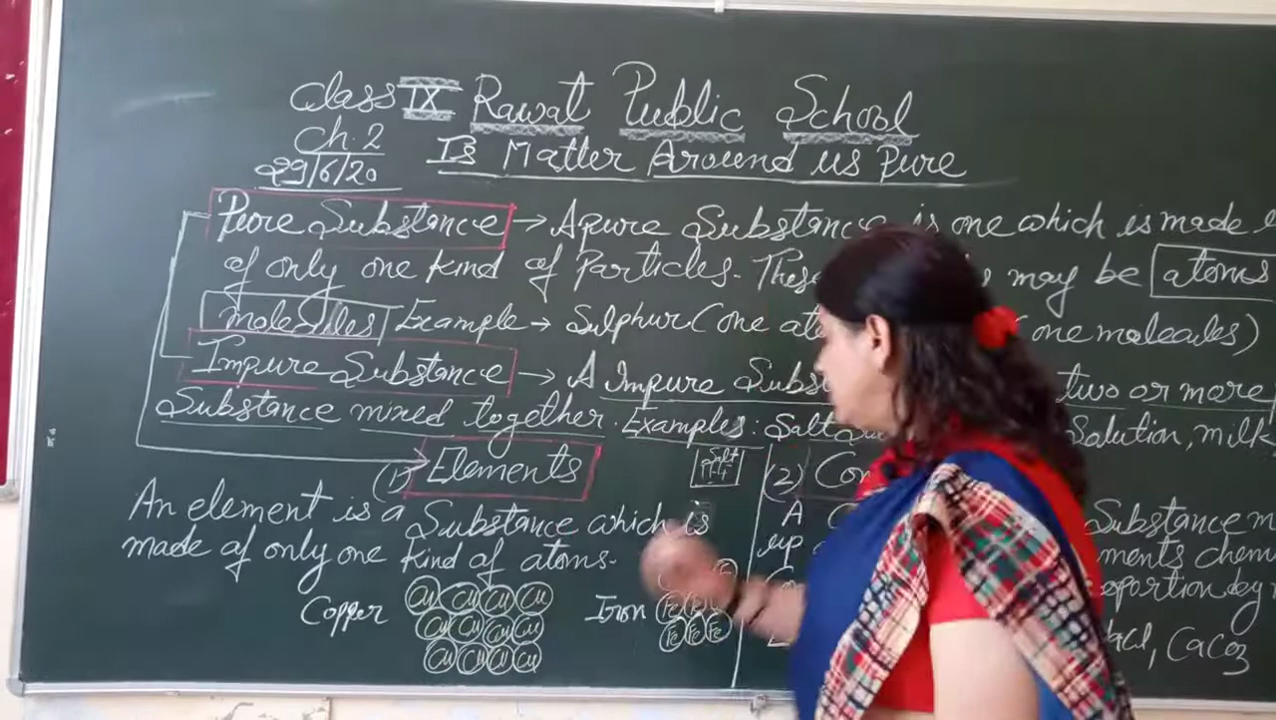 Class IX Rawat Public School
Ch. 2
29/6/20
Is Matter Around us Pure
Pure Substance → A pure Substance is one which is made
of only one kind of Particles. These may be atoms
molecules Example → Sulphur (one (one molecules)
Impure Substance → A Impure two or more
Substance mixed together. Examples: Salt Solution, milk
Salt
(1) Elements
An element is a Substance which is
made of only one kind of atoms.
Copper Cu Cu Cu Cu
Cu Cu Cu Cu
Cu Cu Cu Cu
Iron Fe Fe
Fe Fe Fe
(2)
A Substance
up
CaCo3